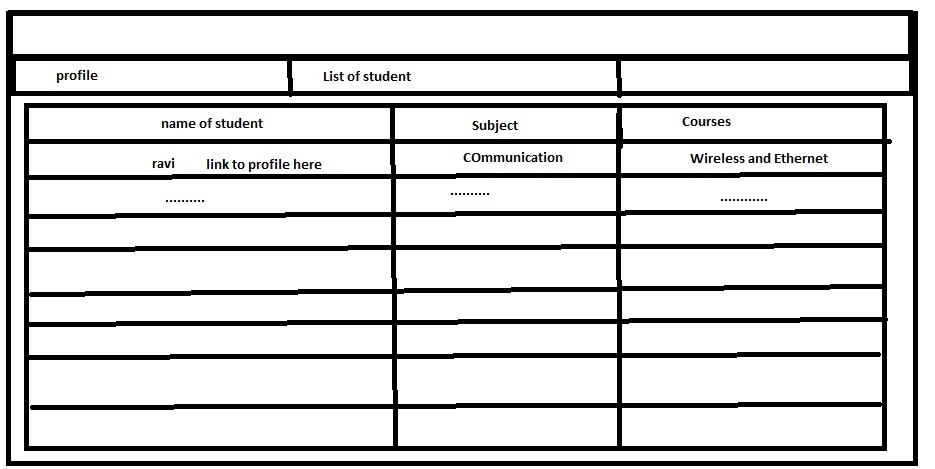 profile List of student
name of student Subject Courses
ravi link to profile here COmmunication Wireless and Ethernet
.......... .......... ............